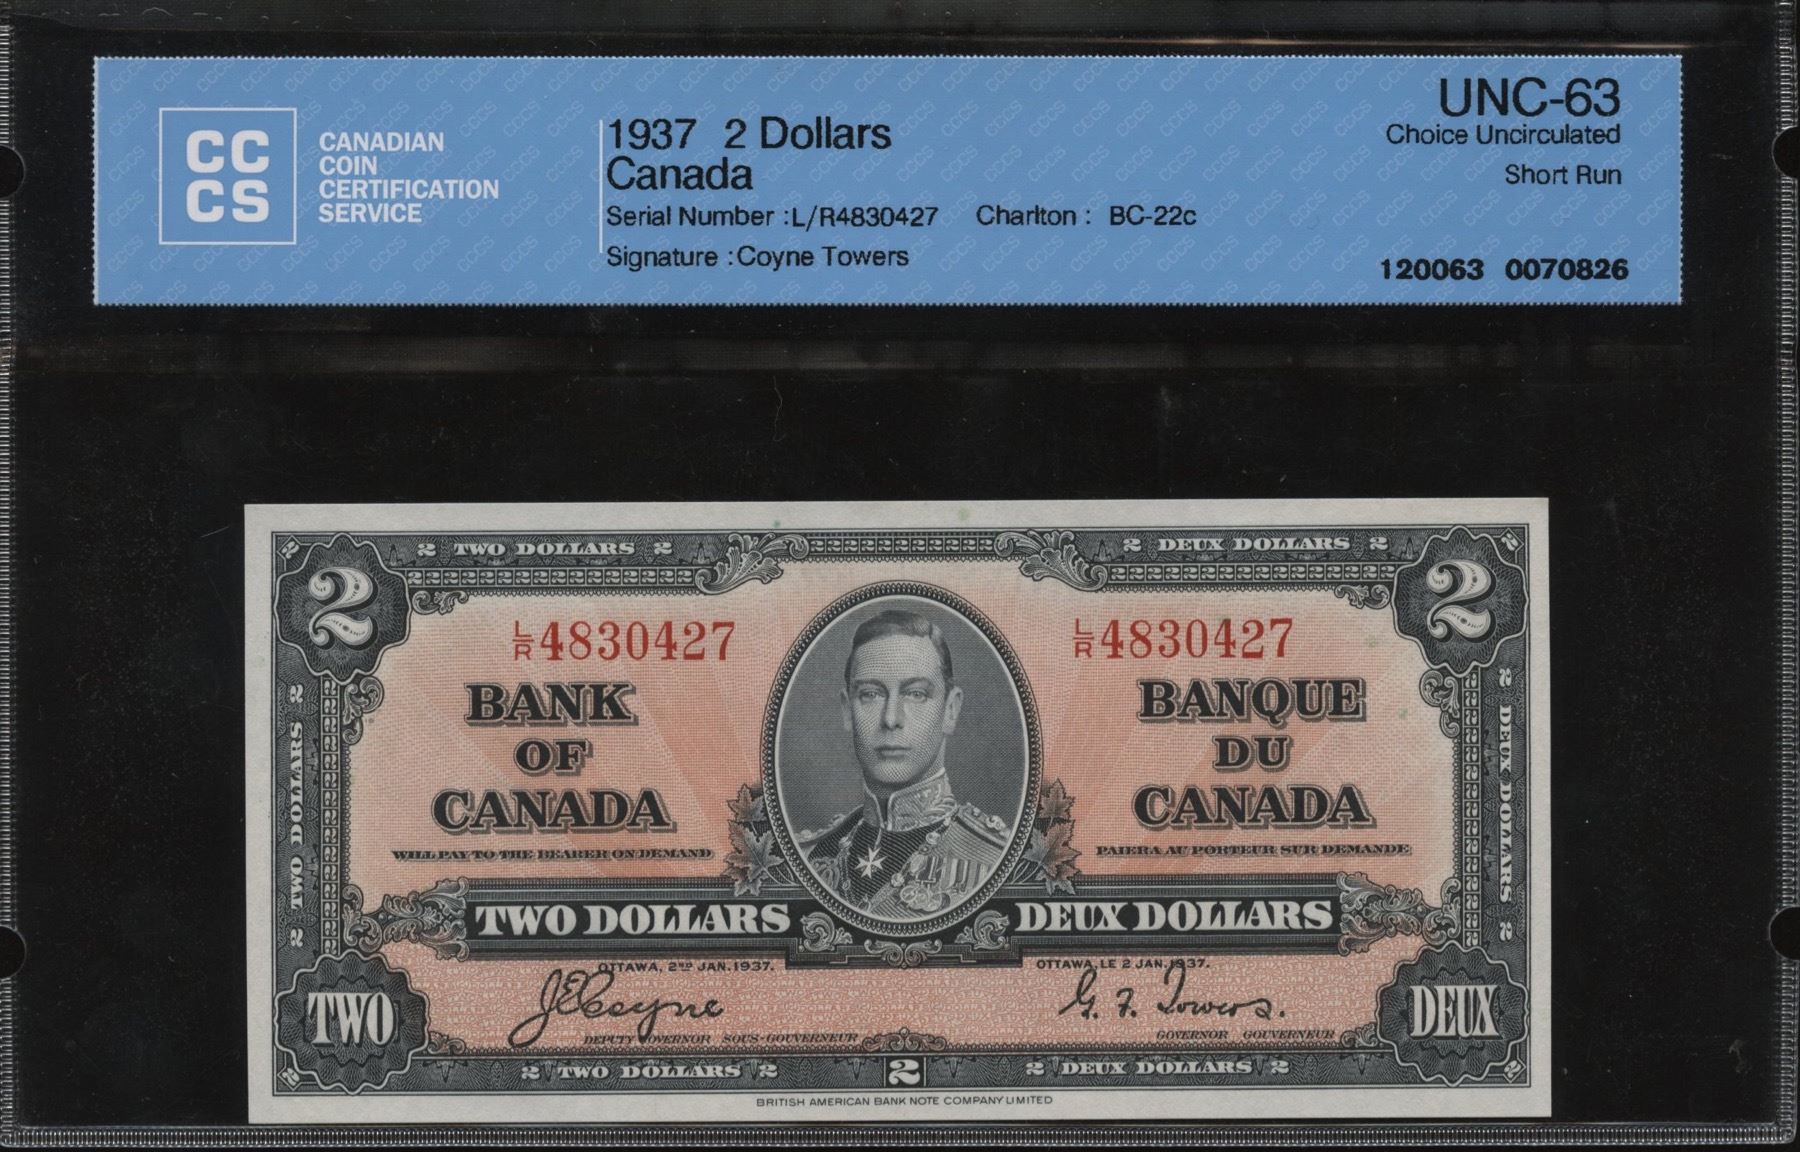 CC
CS
CANADIAN
COIN
CERTIFICATION
SERVICE
1937 2 Dollars
Canada
Serial Number :L/R4830427 Charlton : BC-22c
Signature :Coyne Towers
UNC-63
Choice Uncirculated
Short Run
120063 0070826
2 TWO DOLLARS 2
2 DEUX DOLLARS 2
2
2
L/R 4830427
L/R 4830427
BANK
OF
CANADA
BANQUE
DU
CANADA
WILL PAY TO THE BEARER ON DEMAND
PAIERA AU PORTEUR SUR DEMANDE
2 TWO DOLLARS 2
2 DEUX DOLLARS 2
TWO DOLLARS
DEUX DOLLARS
OTTAWA, 2ND JAN. 1937.
OTTAWA, LE 2 JAN. 1937.
J E Coyne
G. F. Towers.
DEPUTY GOVERNOR SOUS-GOUVERNEUR
GOVERNOR GOUVERNEUR
TWO
DEUX
2 TWO DOLLARS 2
2
2 DEUX DOLLARS 2
BRITISH AMERICAN BANK NOTE COMPANY LIMITED